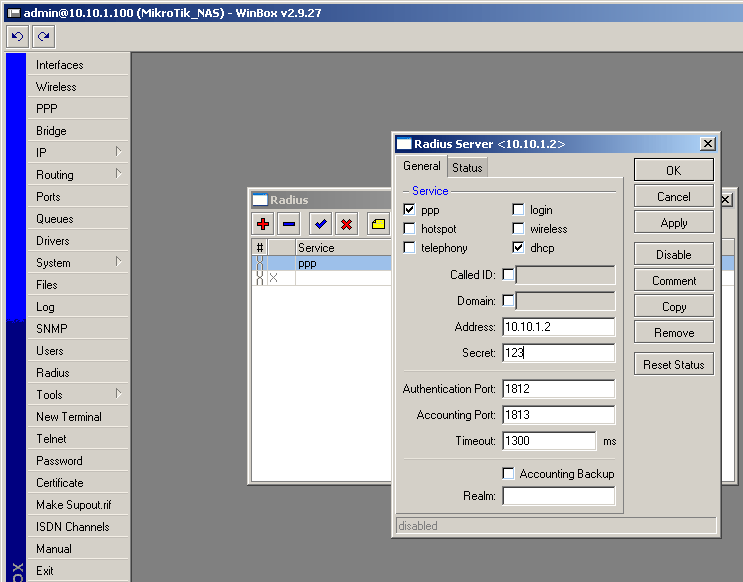 admin@10.10.1.100 (MikroTik_NAS) - WinBox v2.9.27
Interfaces
Wireless
PPP
Bridge
IP
Routing
Ports
Queues
Drivers
System
Files
Log
SNMP
Users
Radius
Tools
New Terminal
Telnet
Password
Certificate
Make Supout.rif
ISDN Channels
Manual
Exit
Radius
# Service
ppp
X
Radius Server <10.10.1.2>
General Status
Service
ppp login
hotspot wireless
telephony dhcp
Called ID:
Domain:
Address: 10.10.1.2
Secret: 123
Authentication Port: 1812
Accounting Port: 1813
Timeout: 1300 ms
Accounting Backup
Realm:
OK
Cancel
Apply
Disable
Comment
Copy
Remove
Reset Status
disabled